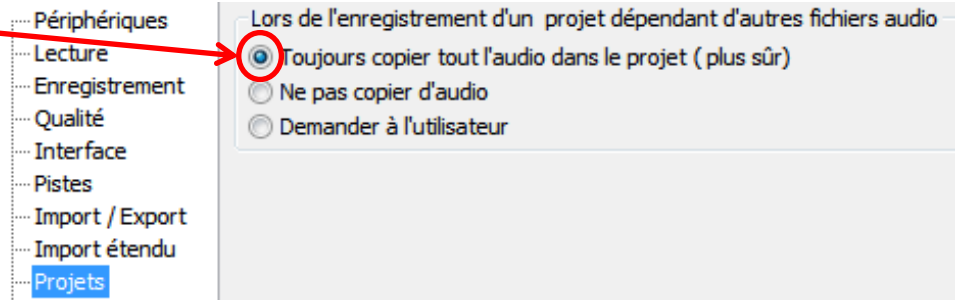 Périphériques
Lecture
Enregistrement
Qualité
Interface
Pistes
Import / Export
Import étendu
Projets
Lors de l'enregistrement d'un projet dépendant d'autres fichiers audio
Toujours copier tout l'audio dans le projet ( plus sûr)
Ne pas copier d'audio
Demander à l'utilisateur